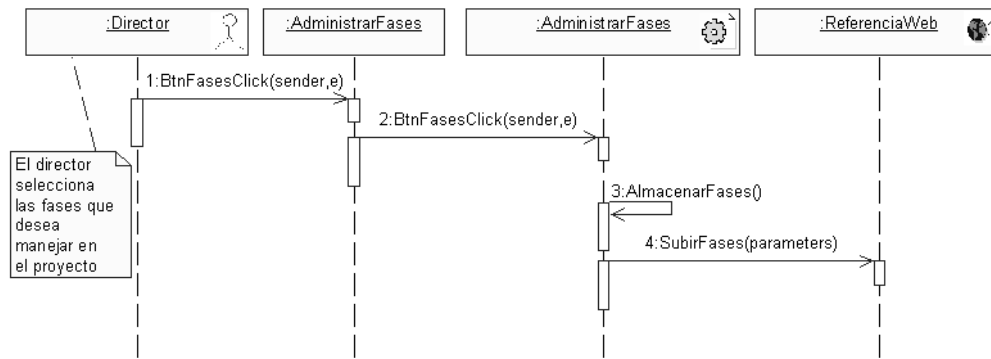 :Director
:AdministrarFases
:AdministrarFases
:ReferenciaWeb
1:BtnFasesClick(sender,e)
2:BtnFasesClick(sender,e)
El director
selecciona
las fases que
desea
manejar en
el proyecto
3:AlmacenarFases()
4:SubirFases(parameters)